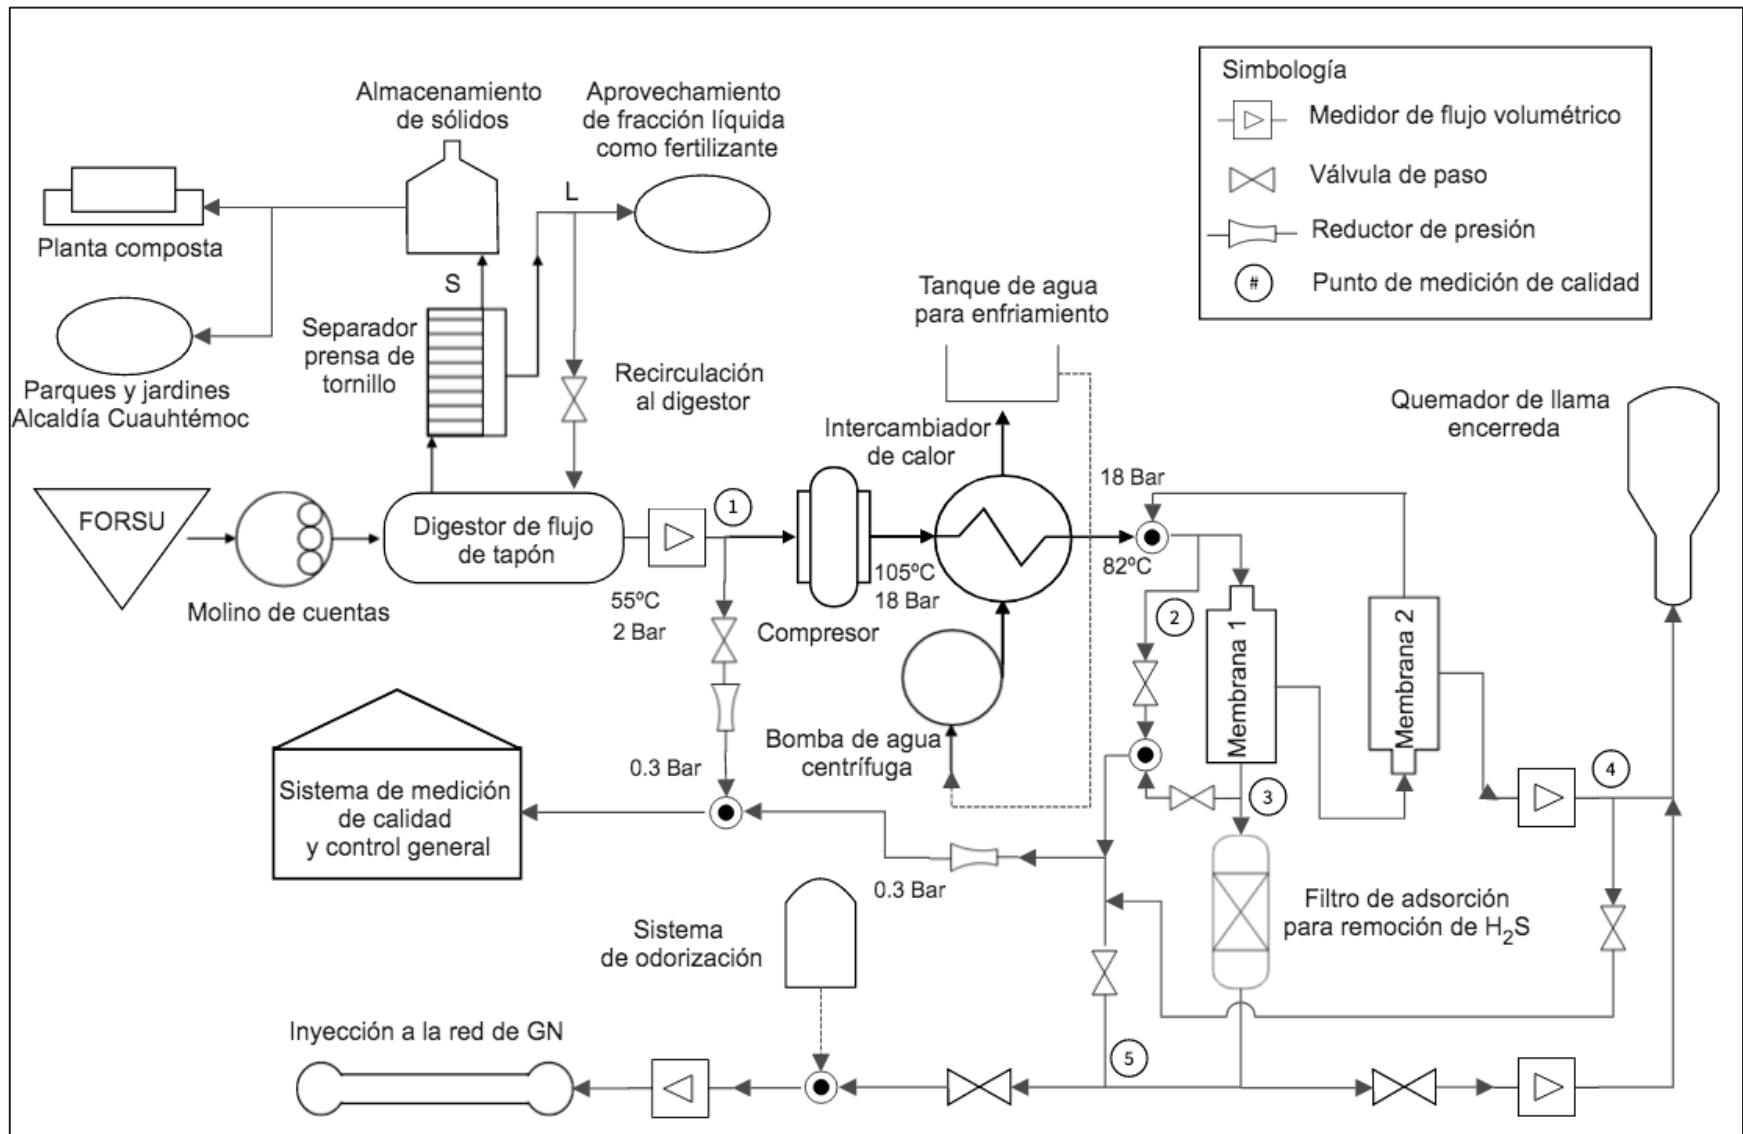 Simbología
Medidor de flujo volumétrico
Válvula de paso
Reductor de presión
#
Punto de medición de calidad
Almacenamiento
de sólidos
Aprovechamiento
de fracción líquida
como fertilizante
L
Planta composta
S
Parques y jardines
Alcaldía Cuauhtémoc
Separador
prensa de
tornillo
Recirculación
al digestor
Tanque de agua
para enfriamiento
Intercambiador
de calor
Quemador de llama
encerreda
FORSU
Molino de cuentas
Digestor de flujo
de tapón
1
55ºC
2 Bar
Compresor
105ºC
18 Bar
18 Bar
82ºC
2
Membrana 1
Membrana 2
Bomba de agua
centrífuga
0.3 Bar
Sistema de medición
de calidad
y control general
3
4
0.3 Bar
Filtro de adsorción
para remoción de H₂S
Sistema
de odorización
Inyección a la red de GN
5